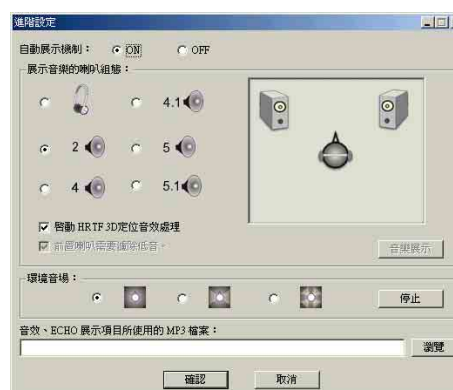 進階設定
自動展示機制： ON OFF
展示音樂的喇叭組態：
4.1
2 5
4 5.1
啓動 HRTF 3D定位音效處理
前置喇叭需要濾除低音。
音樂展示
環境音場：
停止
音效、ECHO 展示項目所使用的 MP3 檔案：
瀏覽
確認 取消